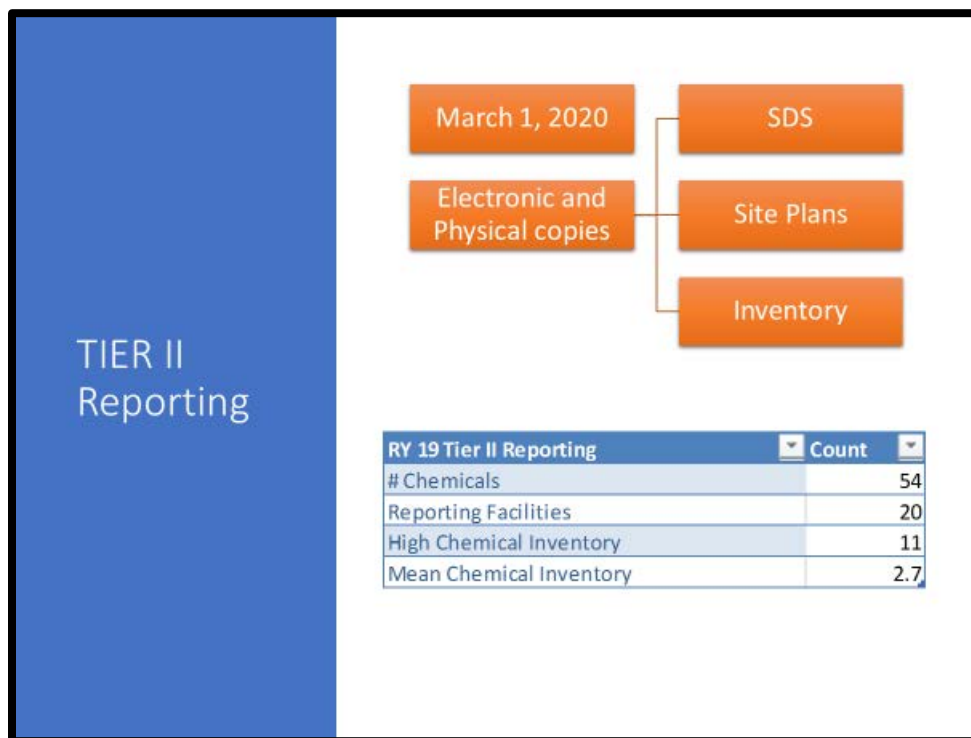 TIER II
Reporting
March 1, 2020
SDS
Electronic and
Physical copies
Site Plans
Inventory
RY 19 Tier II Reporting Count
# Chemicals 54
Reporting Facilities 20
High Chemical Inventory 11
Mean Chemical Inventory 2.7